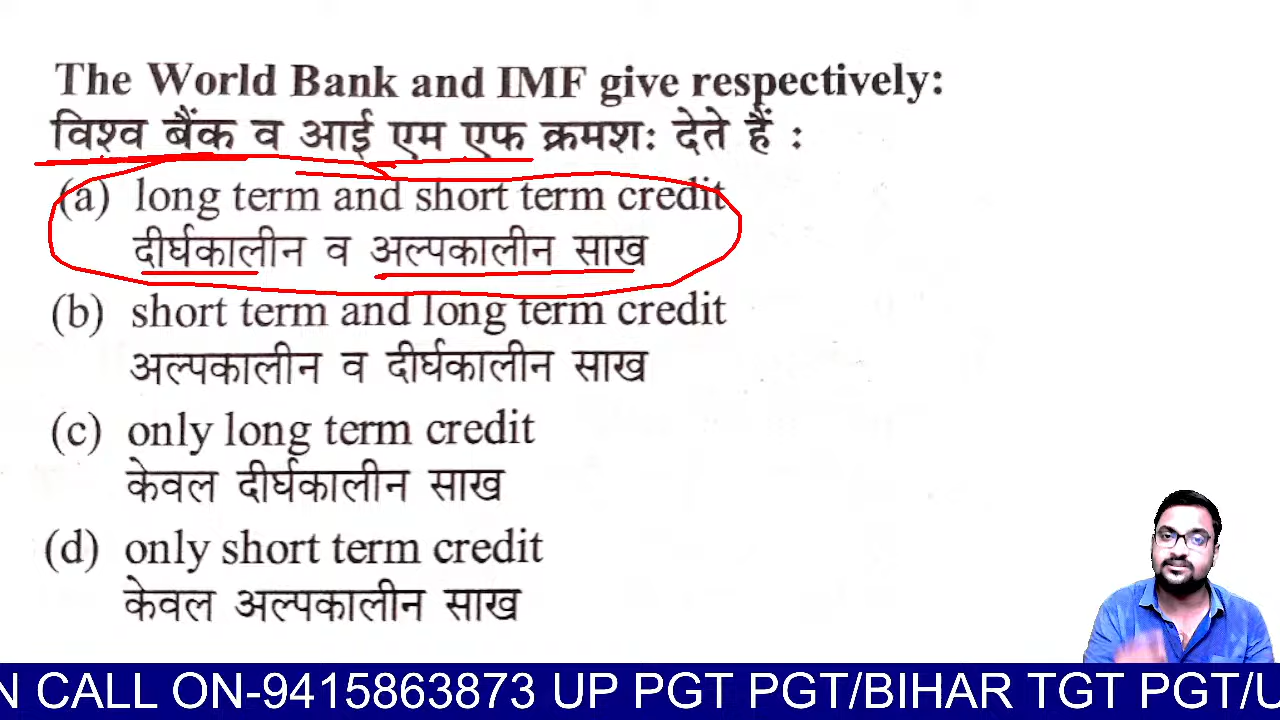 The World Bank and IMF give respectively:
विश्व बैंक व आई एम एफ क्रमशः देते हैं :
(a) long term and short term credit
दीर्घकालीन व अल्पकालीन साख
(b) short term and long term credit
अल्पकालीन व दीर्घकालीन साख
(c) only long term credit
केवल दीर्घकालीन साख
(d) only short term credit
केवल अल्पकालीन साख
N CALL ON-9415863873 UP PGT PGT/BIHAR TGT PGT/U